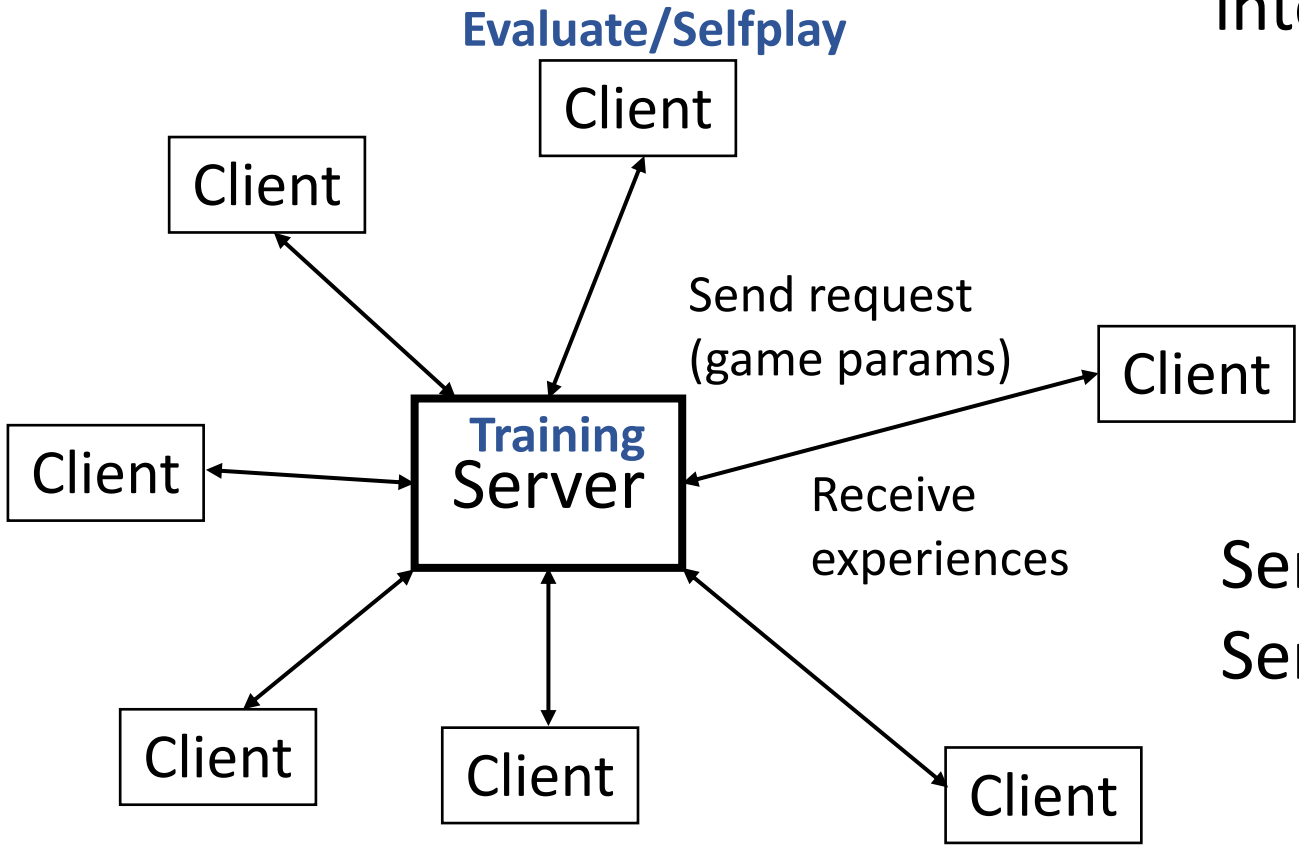 Evaluate/Selfplay
Client
Client
Send request
(game params)
Client
Training
Server
Client
Receive
experiences
Client
Client
Client